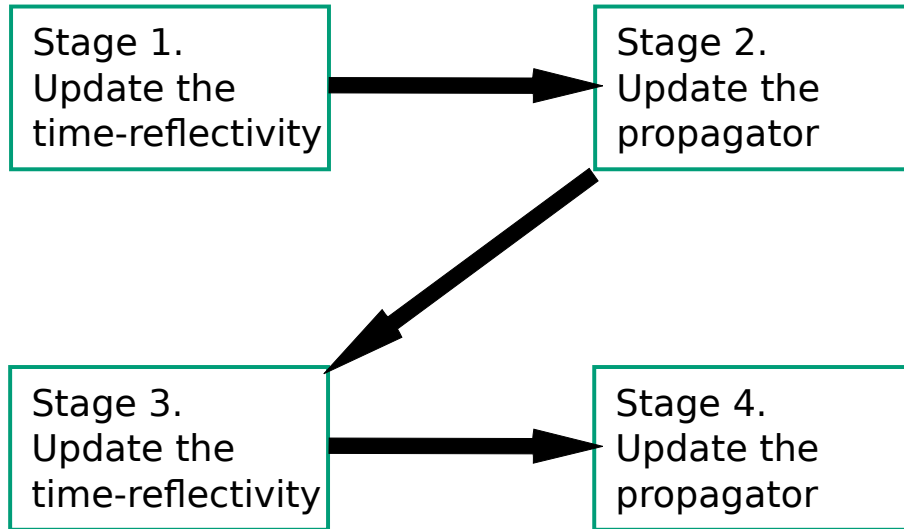 Stage 1.
Update the
time-reflectivity
Stage 2.
Update the
propagator
Stage 3.
Update the
time-reflectivity
Stage 4.
Update the
propagator